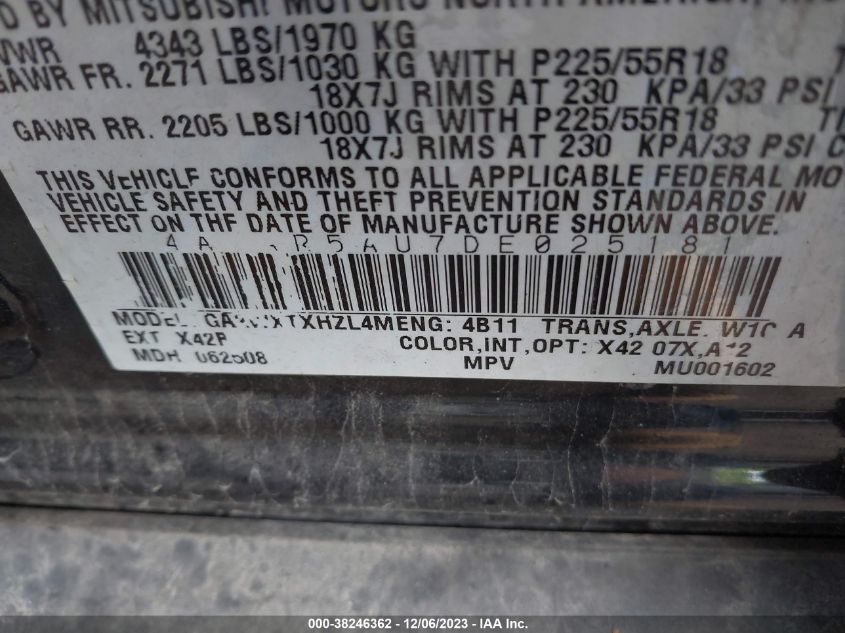 D BY MITSUBISHI MOTORS NORTH AMERICA,
VWR 4343 LBS/1970 KG
GAWR FR. 2271 LBS/1030 KG WITH P225/55R18
18X7J RIMS AT 230 KPA/33 PSI
GAWR RR. 2205 LBS/1000 KG WITH P225/55R18
18X7J RIMS AT 230 KPA/33 PSI C
THIS VEHICLE CONFORMS TO ALL APPLICABLE FEDERAL MO
VEHICLE SAFETY AND THEFT PREVENTION STANDARDS IN
EFFECT ON THE DATE OF MANUFACTURE SHOWN ABOVE.
4A R5AU7DE025181
MODEL: ENG: 4B11 TRANS,AXLE. A
EXT X42P COLOR,INT,OPT: X42 07X,
MDH 062508 MPV MU001602
000-38246362 - 12/06/2023 - IAA Inc.